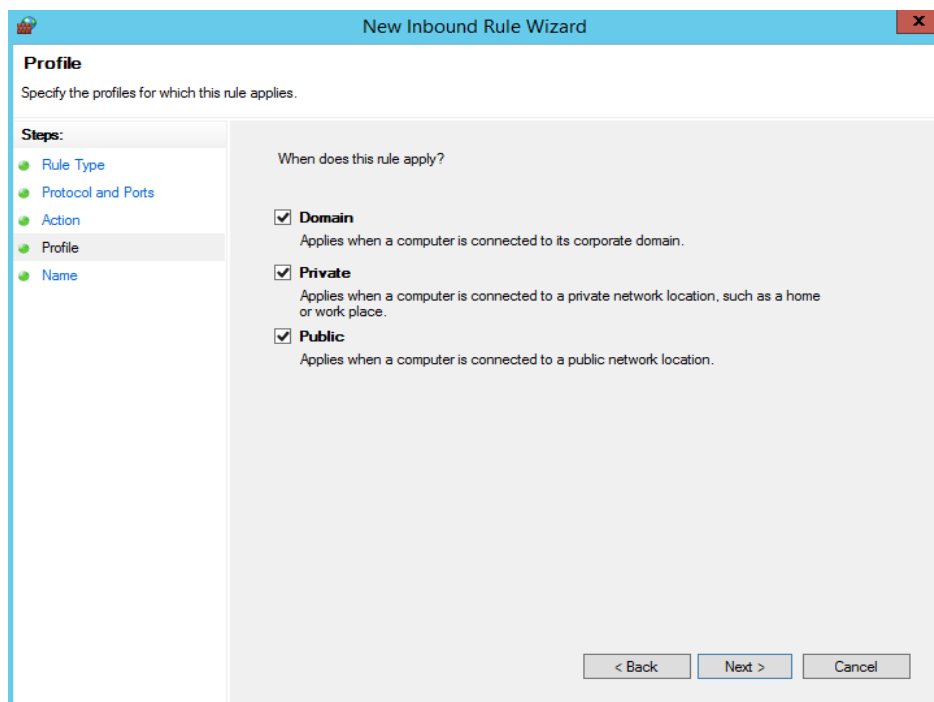 New Inbound Rule Wizard
x
Profile
Specify the profiles for which this rule applies.
Steps:
Rule Type
Protocol and Ports
Action
Profile
Name
When does this rule apply?
Domain
Applies when a computer is connected to its corporate domain.
Private
Applies when a computer is connected to a private network location, such as a home
or work place.
Public
Applies when a computer is connected to a public network location.
< Back
Next >
Cancel